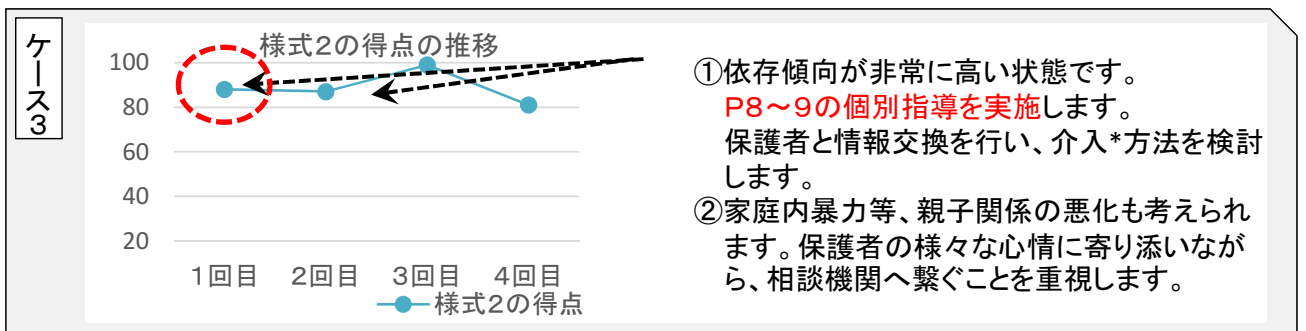 ケース3
様式2の得点の推移
100
80
60
40
20
1回目 2回目 3回目 4回目
様式2の得点
①依存傾向が非常に高い状態です。
P8～9の個別指導を実施します。
保護者と情報交換を行い、介入*方法を検討
します。
②家庭内暴力等、親子関係の悪化も考えられ
ます。保護者の様々な心情に寄り添いなが
ら、相談機関へ繋ぐことを重視します。